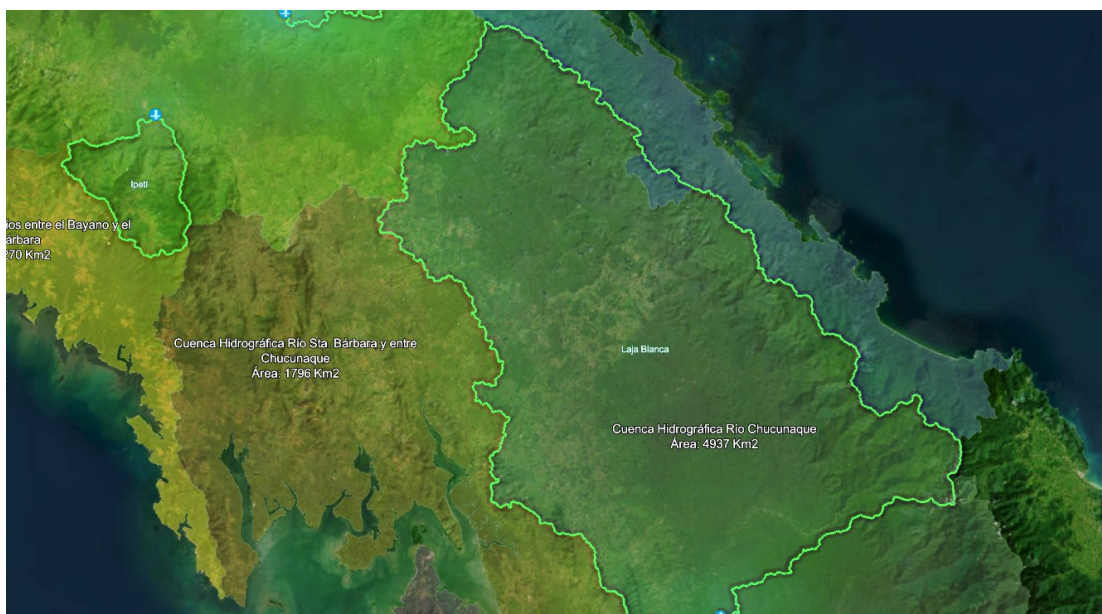 Ipetí
ios entre el Bayano y el
árbara
270 Km2
Cuenca Hidrográfica Río Sta. Bárbara y entre
Chucunaque
Área: 1796 Km2
Laja Blanca
Cuenca Hidrográfica Río Chucunaque
Área: 4937 Km2